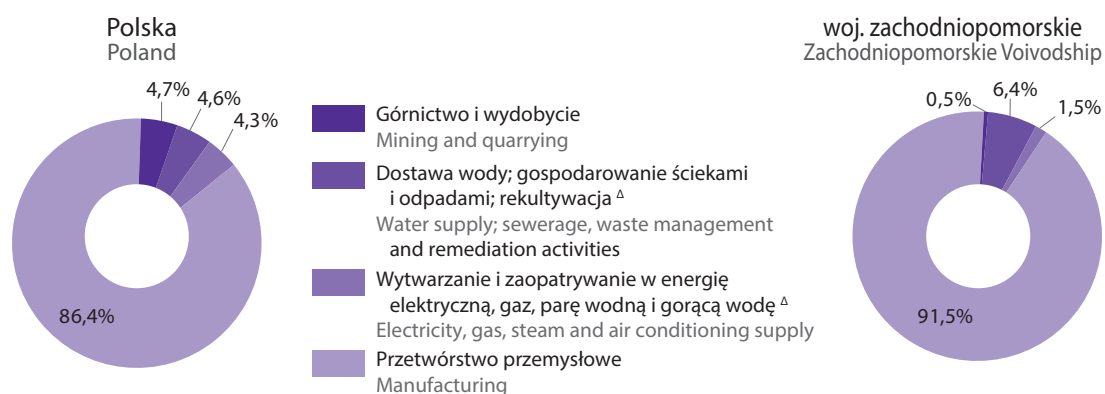 Polska
Poland
4,7%
4,6%
4,3%
86,4%
Górnictwo i wydobycie
Mining and quarrying
Dostawa wody; gospodarowanie ściekami
i odpadami; rekultywacja Δ
Water supply; sewerage, waste management
and remediation activities
Wytwarzanie i zaopatrywanie w energię
elektryczną, gaz, parę wodną i gorącą wodę Δ
Electricity, gas, steam and air conditioning supply
Przetwórstwo przemysłowe
Manufacturing
woj. zachodniopomorskie
Zachodniopomorskie Voivodship
0,5%
6,4%
1,5%
91,5%